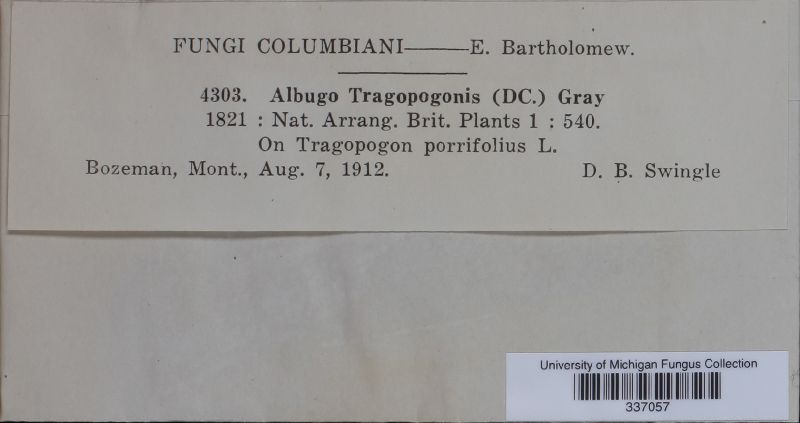 FUNGI COLUMBIANI——E. Bartholomew.
4303. Albugo Tragopogonis (DC.) Gray
1821 : Nat. Arrang. Brit. Plants 1 : 540.
On Tragopogon porrifolius L.
Bozeman, Mont., Aug. 7, 1912. D. B. Swingle
University of Michigan Fungus Collection
337057